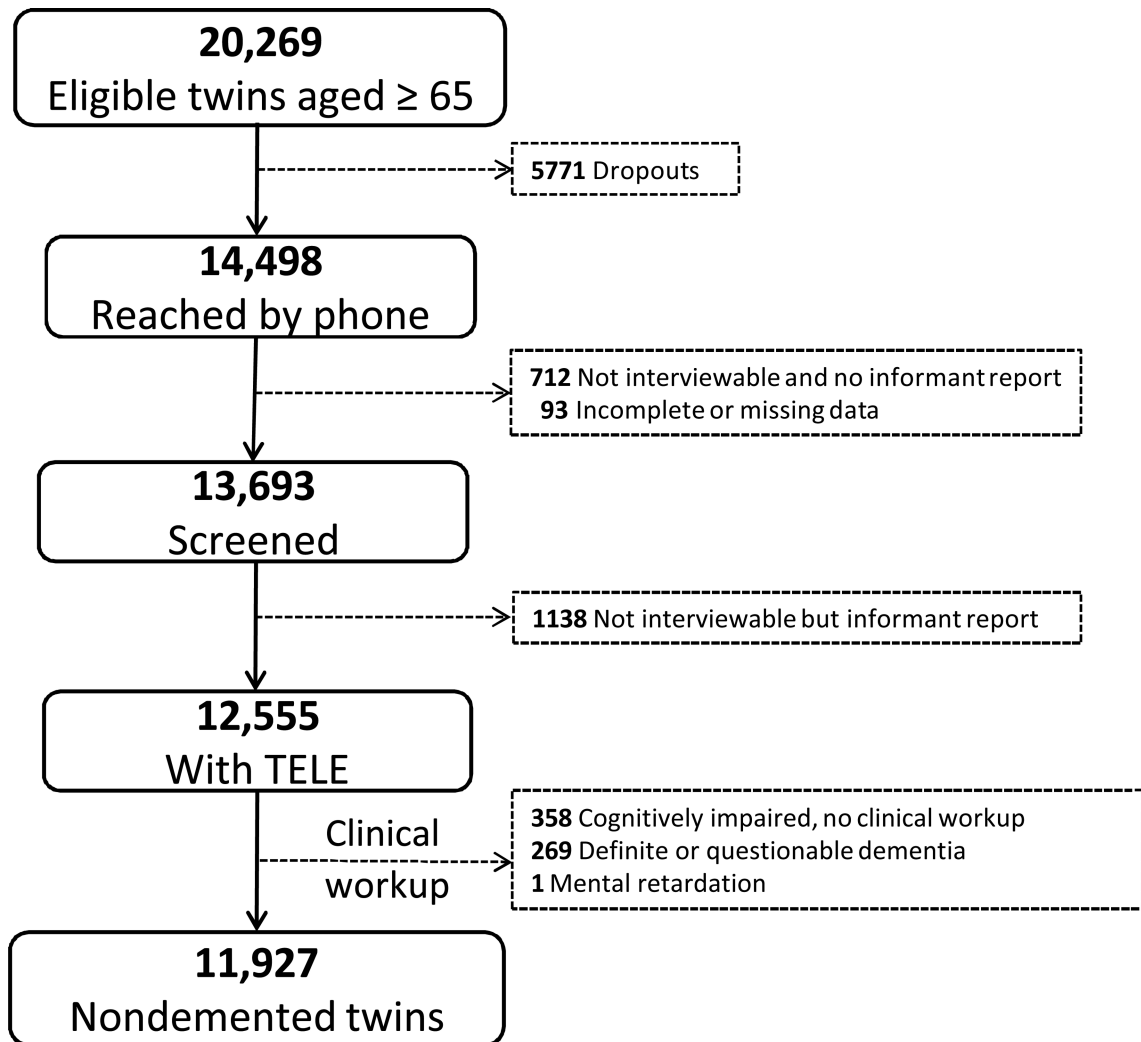 20,269
Eligible twins aged ≥ 65
5771 Dropouts
14,498
Reached by phone
712 Not interviewable and no informant report
93 Incomplete or missing data
13,693
Screened
1138 Not interviewable but informant report
12,555
With TELE
Clinical
workup
358 Cognitively impaired, no clinical workup
269 Definite or questionable dementia
1 Mental retardation
11,927
Nondemented twins